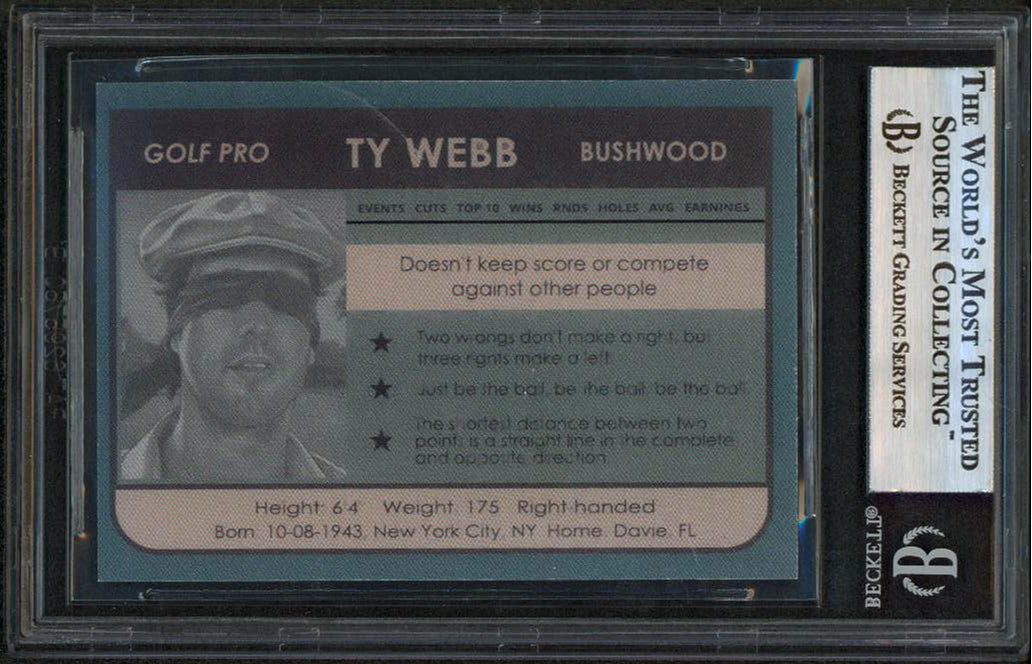 GOLF PRO TY WEBB BUSHWOOD
EVENTS CUTS TOP 10 WINS RNDS HOLES AVG EARNINGS
Doesn't keep score or compete
against other people
★ Two wrongs don't make a right, but
three rights make a left
★ Just be the ball, be the ball, be the ball.
★ The shortest distance between two
points is a straight line in the complete
and opposite direction
Height: 6'4 Weight: 175 Right-handed
Born: 10-08-1943, New York City, NY Home: Davie, FL
THE WORLD'S MOST TRUSTED
SOURCE IN COLLECTING™
B BECKETT GRADING SERVICES
B
BECKETT®